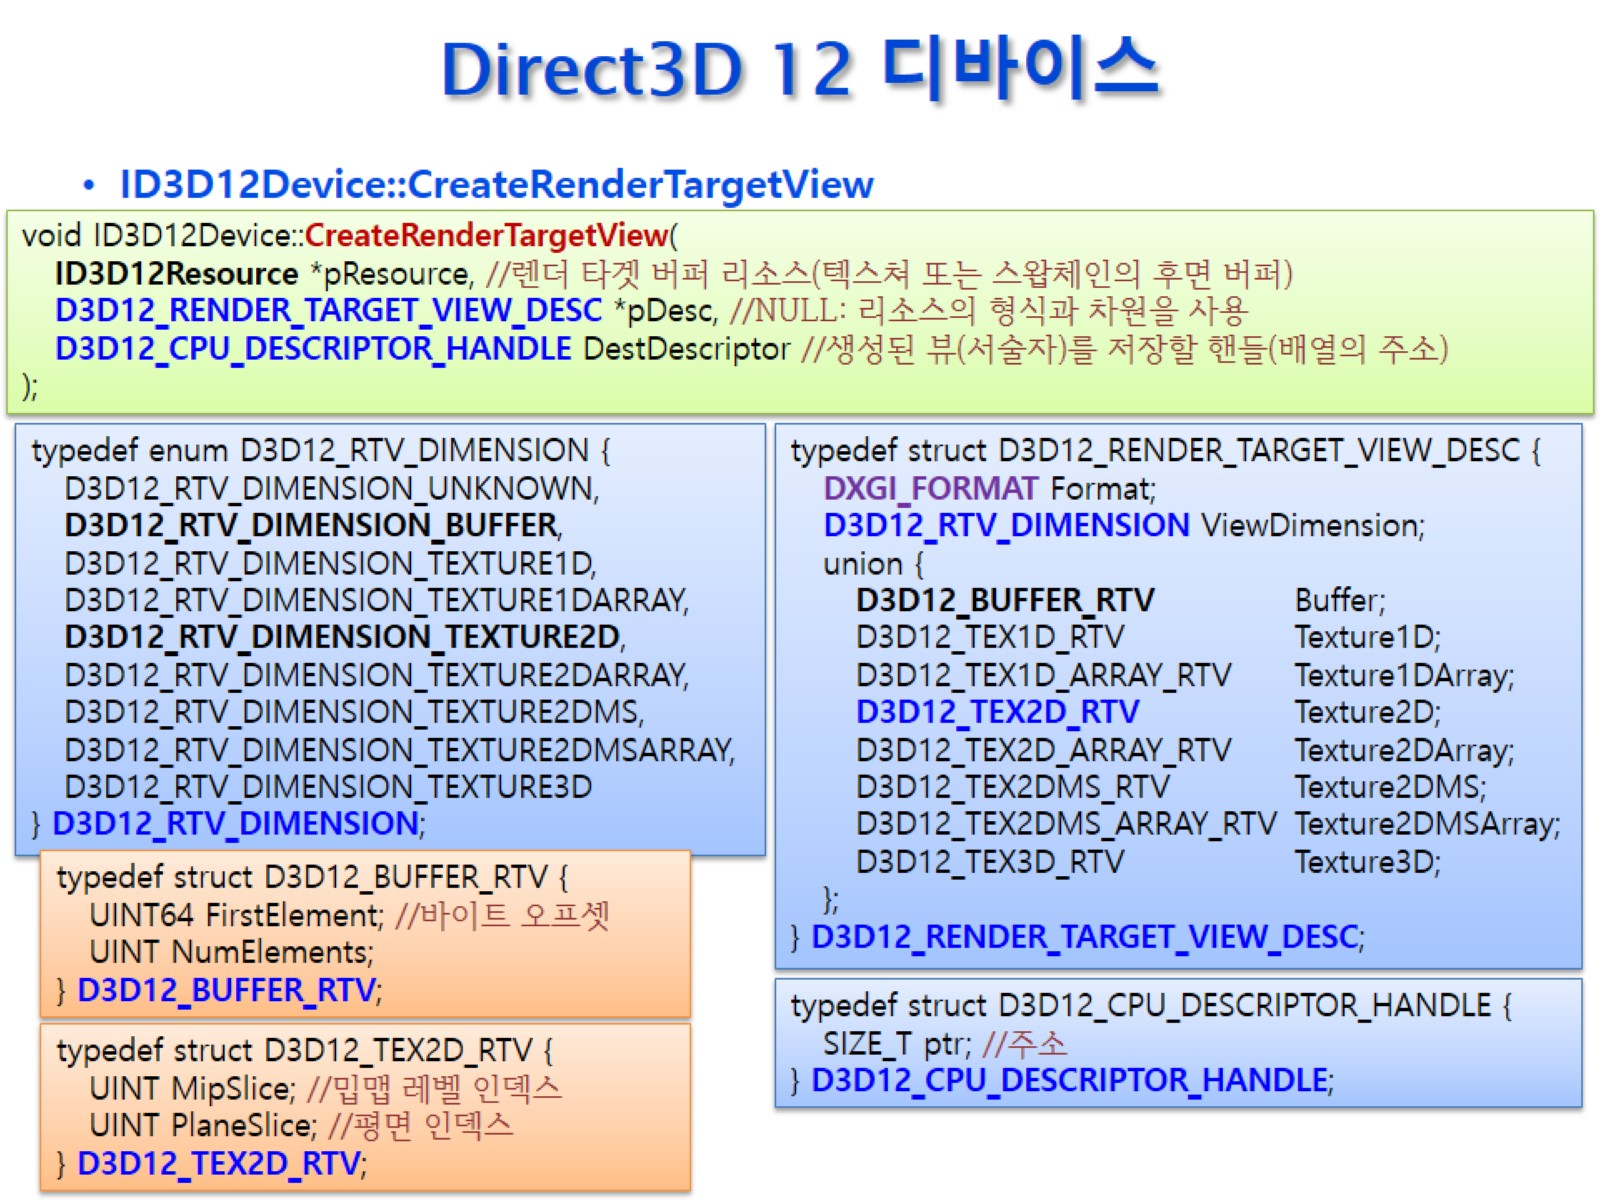 Direct3D 12 디바이스
• ID3D12Device::CreateRenderTargetView
void ID3D12Device::CreateRenderTargetView(
ID3D12Resource *pResource, //렌더 타겟 버퍼 리소스(텍스쳐 또는 스왑체인의 후면 버퍼)
D3D12_RENDER_TARGET_VIEW_DESC *pDesc, //NULL: 리소스의 형식과 차원을 사용
D3D12_CPU_DESCRIPTOR_HANDLE DestDescriptor //생성된 뷰(서술자)를 저장할 핸들(배열의 주소)
);
typedef enum D3D12_RTV_DIMENSION {
D3D12_RTV_DIMENSION_UNKNOWN,
D3D12_RTV_DIMENSION_BUFFER,
D3D12_RTV_DIMENSION_TEXTURE1D,
D3D12_RTV_DIMENSION_TEXTURE1DARRAY,
D3D12_RTV_DIMENSION_TEXTURE2D,
D3D12_RTV_DIMENSION_TEXTURE2DARRAY,
D3D12_RTV_DIMENSION_TEXTURE2DMS,
D3D12_RTV_DIMENSION_TEXTURE2DMSARRAY,
D3D12_RTV_DIMENSION_TEXTURE3D
} D3D12_RTV_DIMENSION;
typedef struct D3D12_BUFFER_RTV {
UINT64 FirstElement; //바이트 오프셋
UINT NumElements;
} D3D12_BUFFER_RTV;
typedef struct D3D12_TEX2D_RTV {
UINT MipSlice; //밉맵 레벨 인덱스
UINT PlaneSlice; //평면 인덱스
} D3D12_TEX2D_RTV;
typedef struct D3D12_RENDER_TARGET_VIEW_DESC {
DXGI_FORMAT Format;
D3D12_RTV_DIMENSION ViewDimension;
union {
D3D12_BUFFER_RTV Buffer;
D3D12_TEX1D_RTV Texture1D;
D3D12_TEX1D_ARRAY_RTV Texture1DArray;
D3D12_TEX2D_RTV Texture2D;
D3D12_TEX2D_ARRAY_RTV Texture2DArray;
D3D12_TEX2DMS_RTV Texture2DMS;
D3D12_TEX2DMS_ARRAY_RTV Texture2DMSArray;
D3D12_TEX3D_RTV Texture3D;
};
} D3D12_RENDER_TARGET_VIEW_DESC;
typedef struct D3D12_CPU_DESCRIPTOR_HANDLE {
SIZE_T ptr; //주소
} D3D12_CPU_DESCRIPTOR_HANDLE;